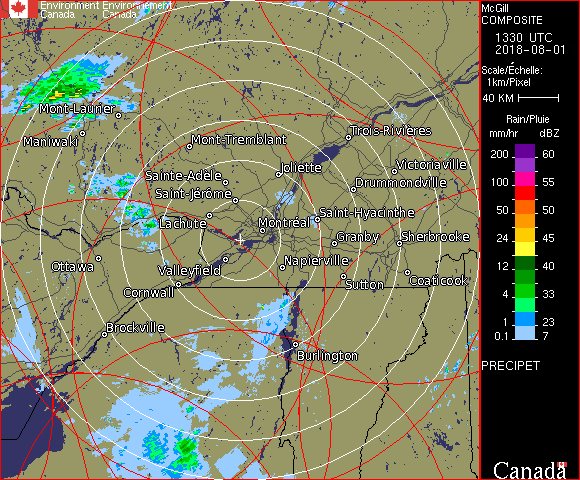 Environment Environnement
Canada Canada
McGill
COMPOSITE
1330 UTC
2018-08-01
Scale/Échelle:
1km/Pixel
40 KM
Rain/Pluie
mm/hr dBZ
200 60
150 57
100 55
50 50
24 45
12 40
4 33
1 23
0.1 7
PRECIPET
Canada
Mont-Laurier
Maniwaki
Mont-Tremblant
Trois-Rivières
Joliette
Victoriaville
Sainte-Adèle
Drummondville
Saint-Jérôme
Saint-Hyacinthe
Lachute
Montréal
Granby
Sherbrooke
Ottawa
Valleyfield
Napierville
Cornwall
Sutton
Coaticook
Brockville
Burlington